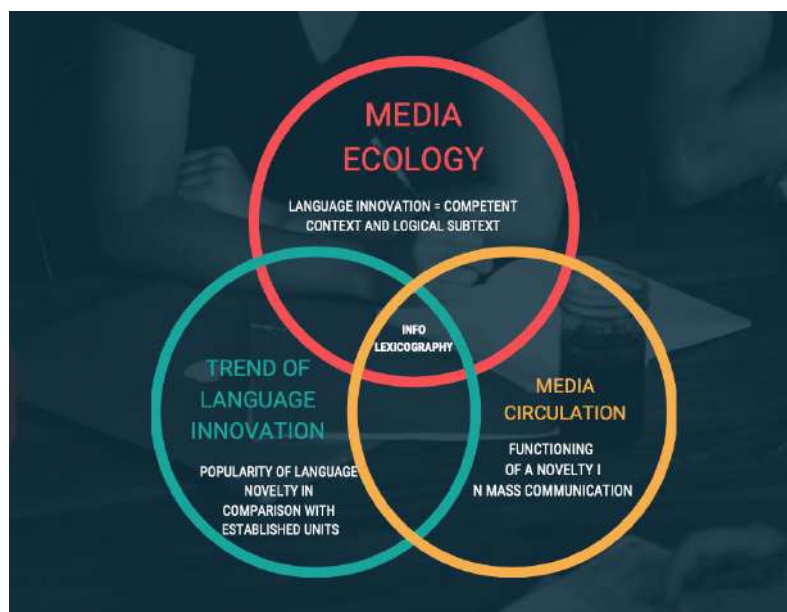 MEDIA
ECOLOGY
LANGUAGE INNOVATION = COMPETENT
CONTEXT AND LOGICAL SUBTEXT
INFO
LEXICOGRAPHY
TREND OF
LANGUAGE
INNOVATION
POPULARITY OF LANGUAGE
NOVELTY IN
COMPARISON WITH
ESTABLISHED UNITS
MEDIA
CIRCULATION
FUNCTIONING
OF A NOVELTY I
N MASS COMMUNICATION